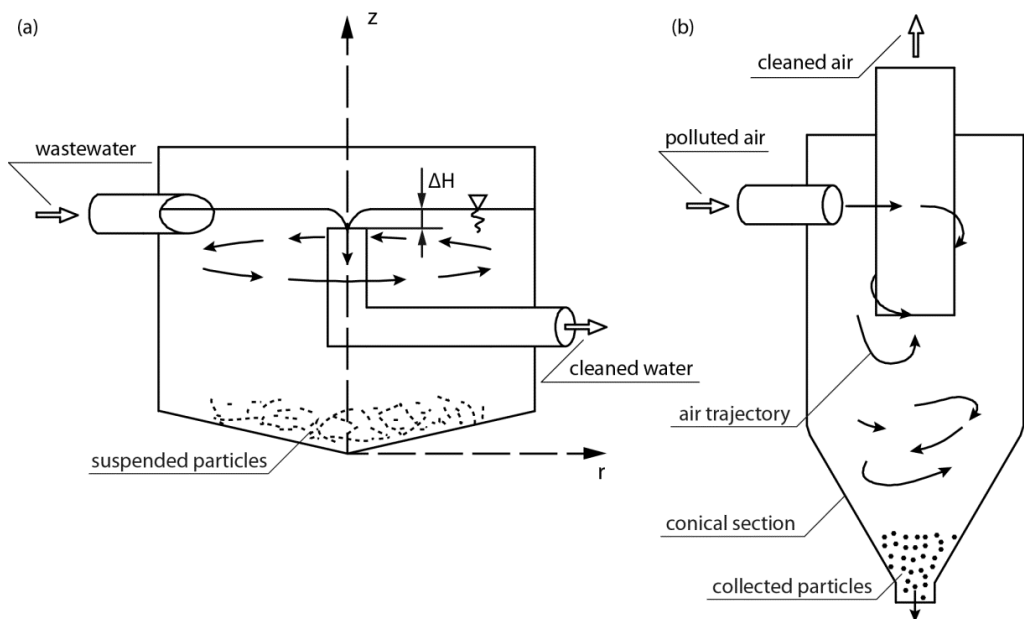 (a)
z
wastewater
ΔH
cleaned water
suspended particles
r
(b)
cleaned air
polluted air
air trajectory
conical section
collected particles